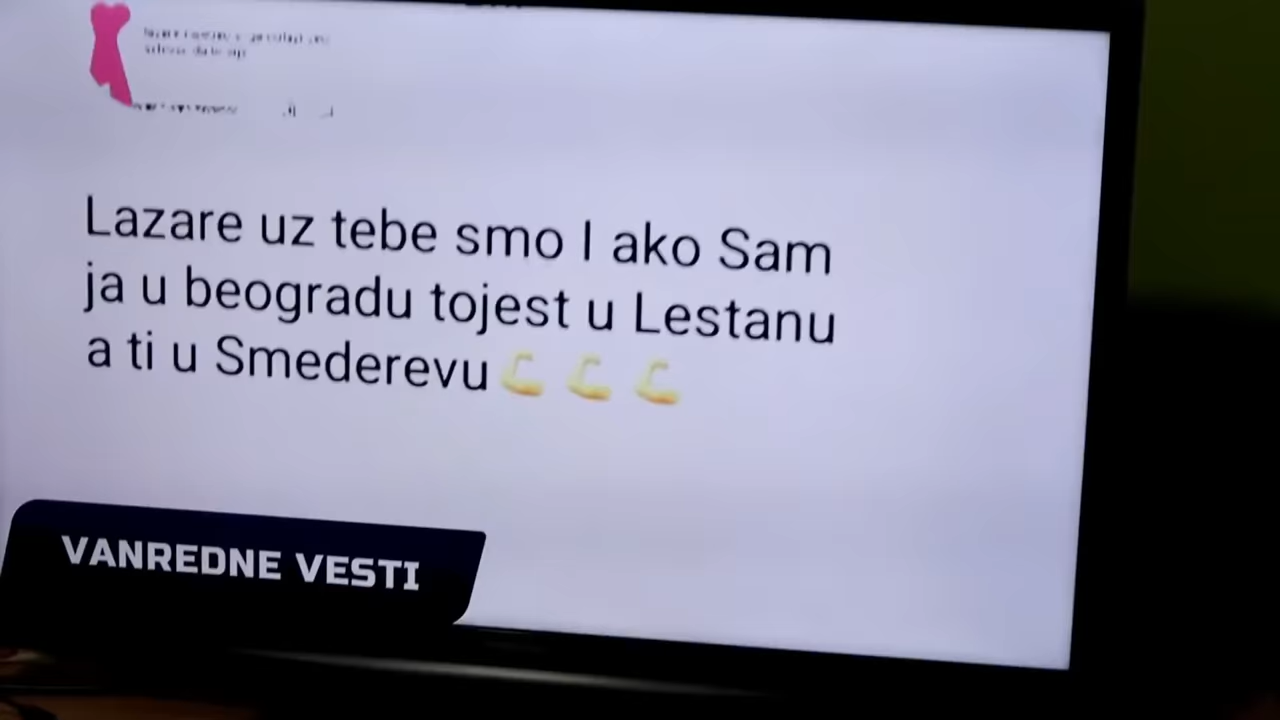 Lazare uz tebe smo I ako Sam
ja u beogradu tojest u Lestanu
a ti u Smederevu💪💪💪
VANREDNE VESTI